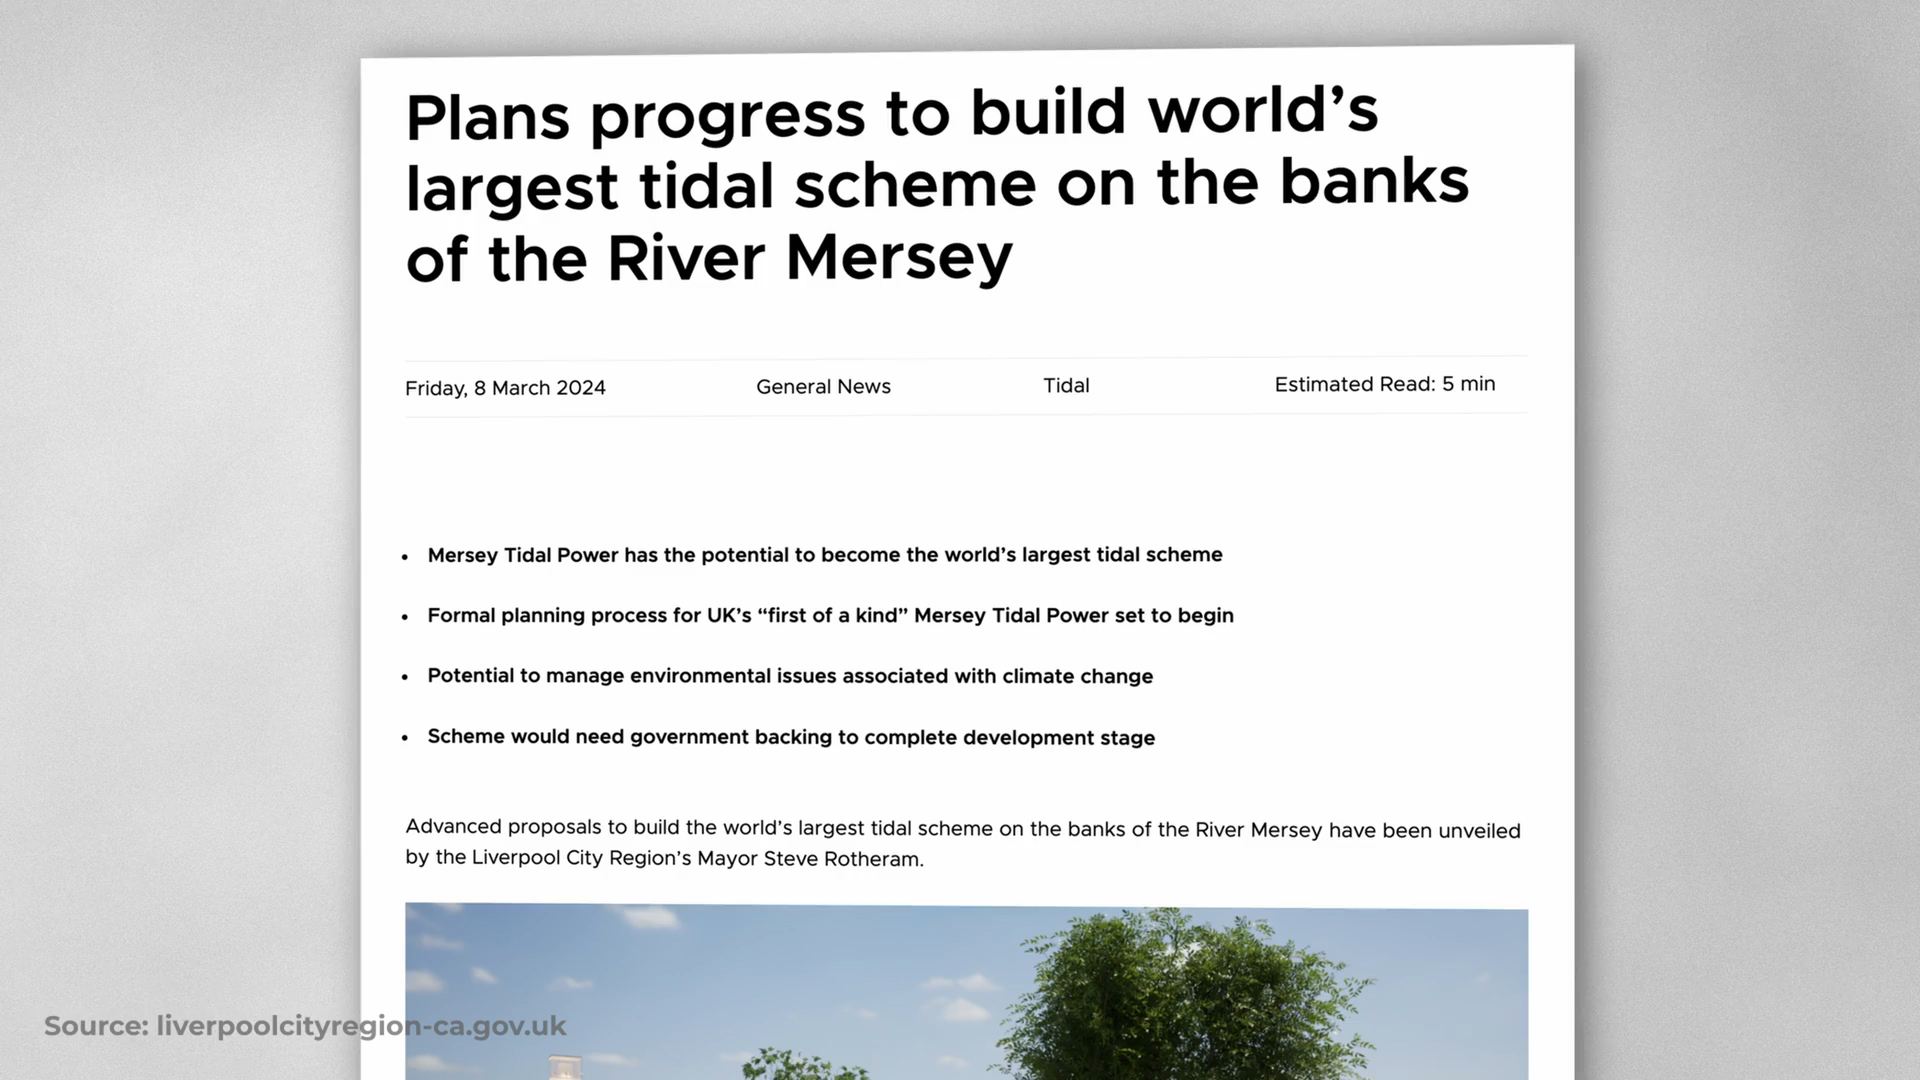 Plans progress to build world’s
largest tidal scheme on the banks
of the River Mersey
Friday, 8 March 2024 General News Tidal Estimated Read: 5 min
• Mersey Tidal Power has the potential to become the world’s largest tidal scheme
• Formal planning process for UK’s “first of a kind” Mersey Tidal Power set to begin
• Potential to manage environmental issues associated with climate change
• Scheme would need government backing to complete development stage
Advanced proposals to build the world’s largest tidal scheme on the banks of the River Mersey have been unveiled
by the Liverpool City Region’s Mayor Steve Rotheram.
Source: liverpoolcityregion-ca.gov.uk